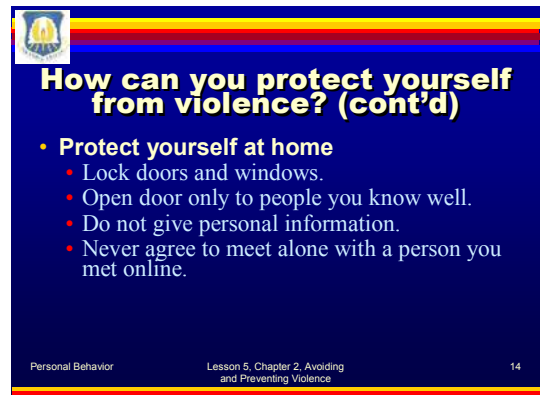 How can you protect yourself
from violence? (cont’d)
• Protect yourself at home
• Lock doors and windows.
• Open door only to people you know well.
• Do not give personal information.
• Never agree to meet alone with a person you
met online.
Personal Behavior
Lesson 5, Chapter 2, Avoiding
and Preventing Violence
14